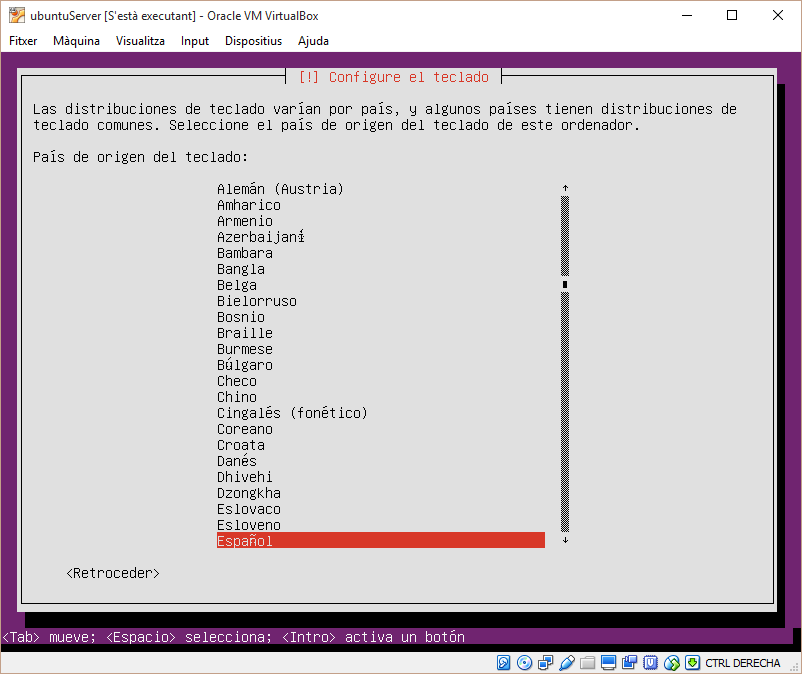 ubuntuServer [S'està executant] - Oracle VM VirtualBox
Fitxer Màquina Visualitza Input Dispositius Ajuda
[!] Configure el teclado
Las distribuciones de teclado varían por país, y algunos países tienen distribuciones de
teclado comunes. Seleccione el país de origen del teclado de este ordenador.
País de origen del teclado:
Alemán (Austria)
Amharico
Armenio
Azerbaijaní
Bambara
Bangla
Belga
Bielorruso
Bosnio
Braille
Burmese
Búlgaro
Checo
Chino
Cingalés (fonético)
Coreano
Croata
Danés
Dhivehi
Dzongkha
Eslovaco
Esloveno
Español
<Retroceder>
<Tab> mueve; <Espacio> selecciona; <Intro> activa un botón
CTRL DERECHA